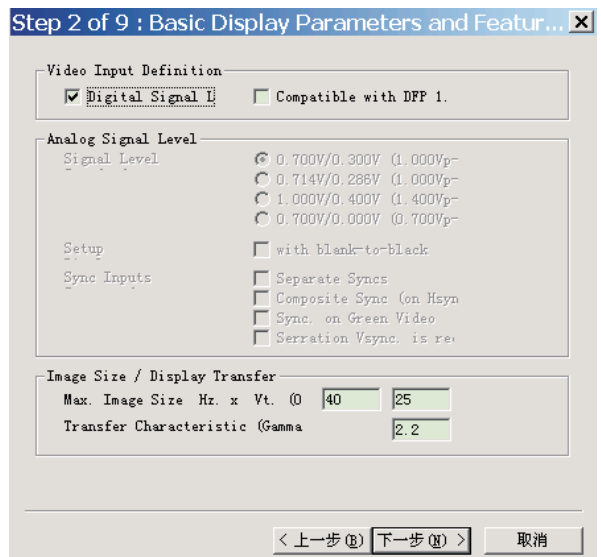 Step 2 of 9 : Basic Display Parameters and Featur...
Video Input Definition
Digital Signal L
Compatible with DFP 1.
Analog Signal Level
Signal Level
0.700V/0.300V (1.000Vp-
0.714V/0.286V (1.000Vp-
1.000V/0.400V (1.400Vp-
0.700V/0.000V (0.700Vp-
Setup
with blank-to-black
Sync Inputs
Separate Syncs
Composite Sync (on Hsyn
Sync. on Green Video
Serration Vsync. is re
Image Size / Display Transfer
Max. Image Size Hz. x Vt. (0 40 25
Transfer Characteristic (Gamma 2.2
< 上一步(B) 下一步(N) > 取消